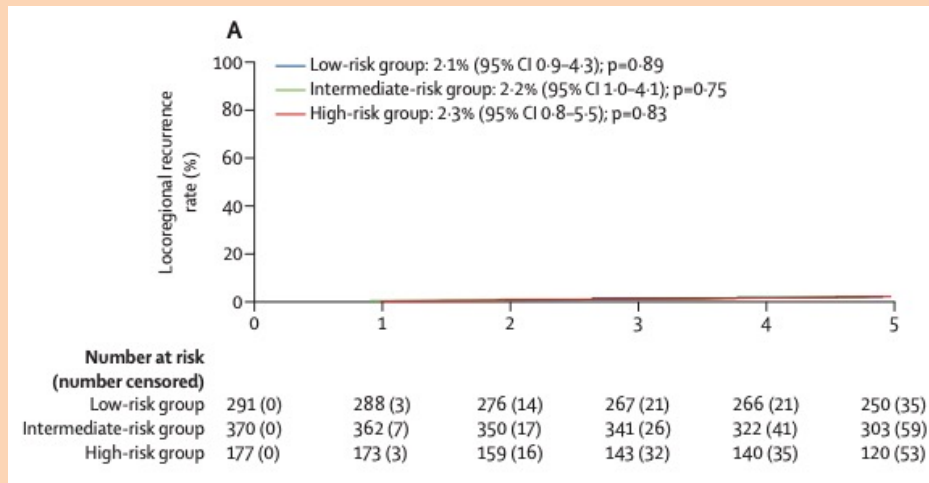 A
100
Low-risk group: 2·1% (95% CI 0·9–4·3); p=0·89
Intermediate-risk group: 2·2% (95% CI 1·0–4·1); p=0·75
80
High-risk group: 2·3% (95% CI 0·8–5·5); p=0·83
Locoregional recurrence
rate (%)
60
40
20
0
0 1 2 3 4 5
Number at risk
(number censored)
Low-risk group 291 (0) 288 (3) 276 (14) 267 (21) 266 (21) 250 (35)
Intermediate-risk group 370 (0) 362 (7) 350 (17) 341 (26) 322 (41) 303 (59)
High-risk group 177 (0) 173 (3) 159 (16) 143 (32) 140 (35) 120 (53)